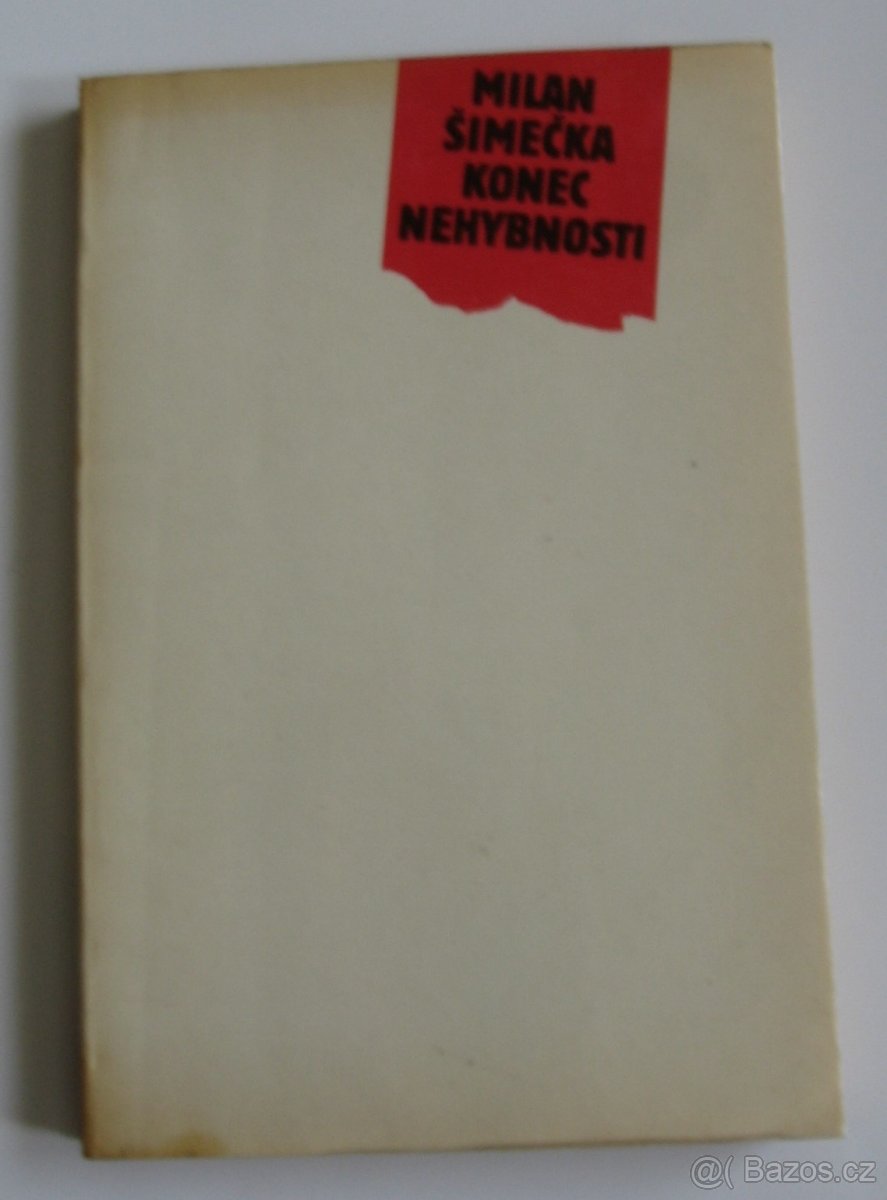 MILAN
ŠIMEČKA
KONEC
NEHYBNOSTI
@( Bazos.cz